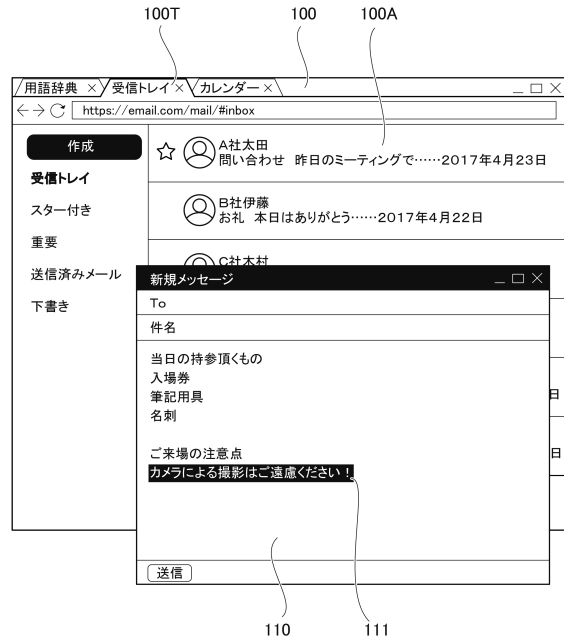 100T 100 100A
用語辞典 × 受信トレイ × カレンダー ×
https://email.com/mail/#inbox
作成
受信トレイ
スター付き
重要
送信済みメール
下書き
A社太田
問い合わせ 昨日のミーティングで……2017年4月23日
B社伊藤
お礼 本日はありがとう……2017年4月22日
C社木村
日
日
新規メッセージ
To
件名
当日の持参頂くもの
入場券
筆記用具
名刺
ご来場の注意点
カメラによる撮影はご遠慮ください！
送信
110 111